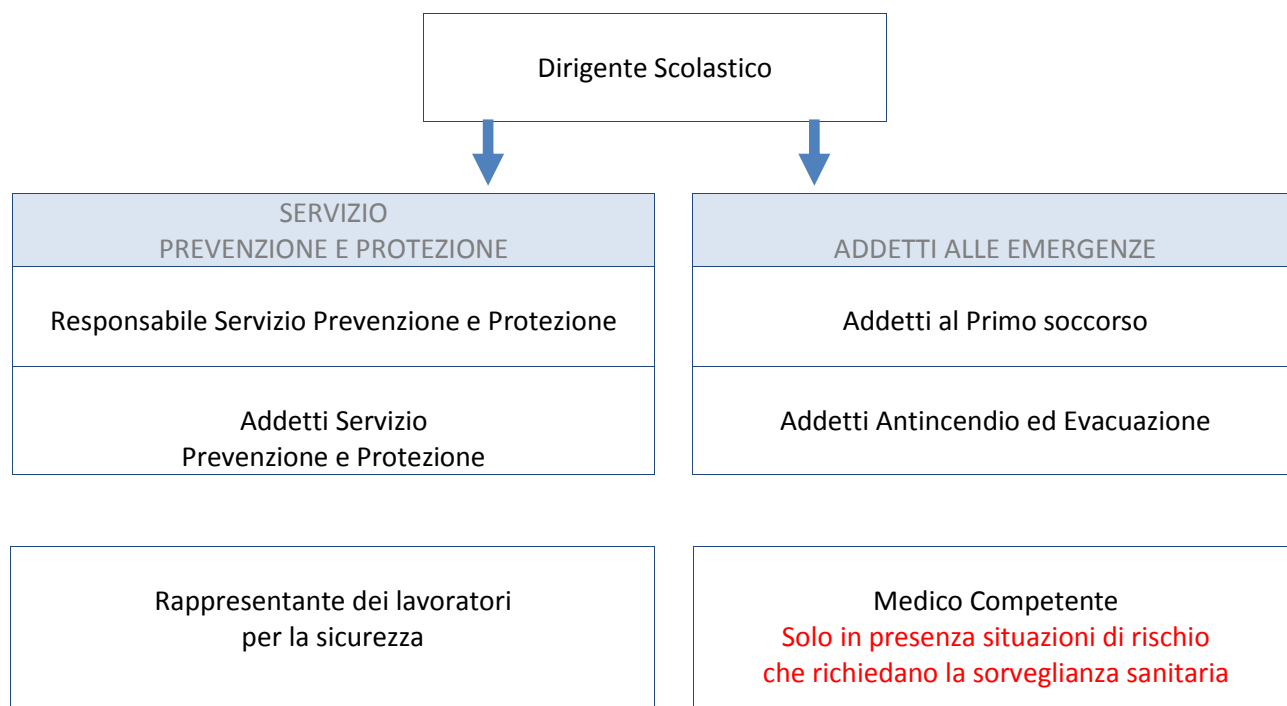 Dirigente Scolastico
SERVIZIO
PREVENZIONE E PROTEZIONE
Responsabile Servizio Prevenzione e Protezione
Addetti Servizio
Prevenzione e Protezione
ADDETTI ALLE EMERGENZE
Addetti al Primo soccorso
Addetti Antincendio ed Evacuazione
Rappresentante dei lavoratori
per la sicurezza
Medico Competente
Solo in presenza situazioni di rischio
che richiedano la sorveglianza sanitaria